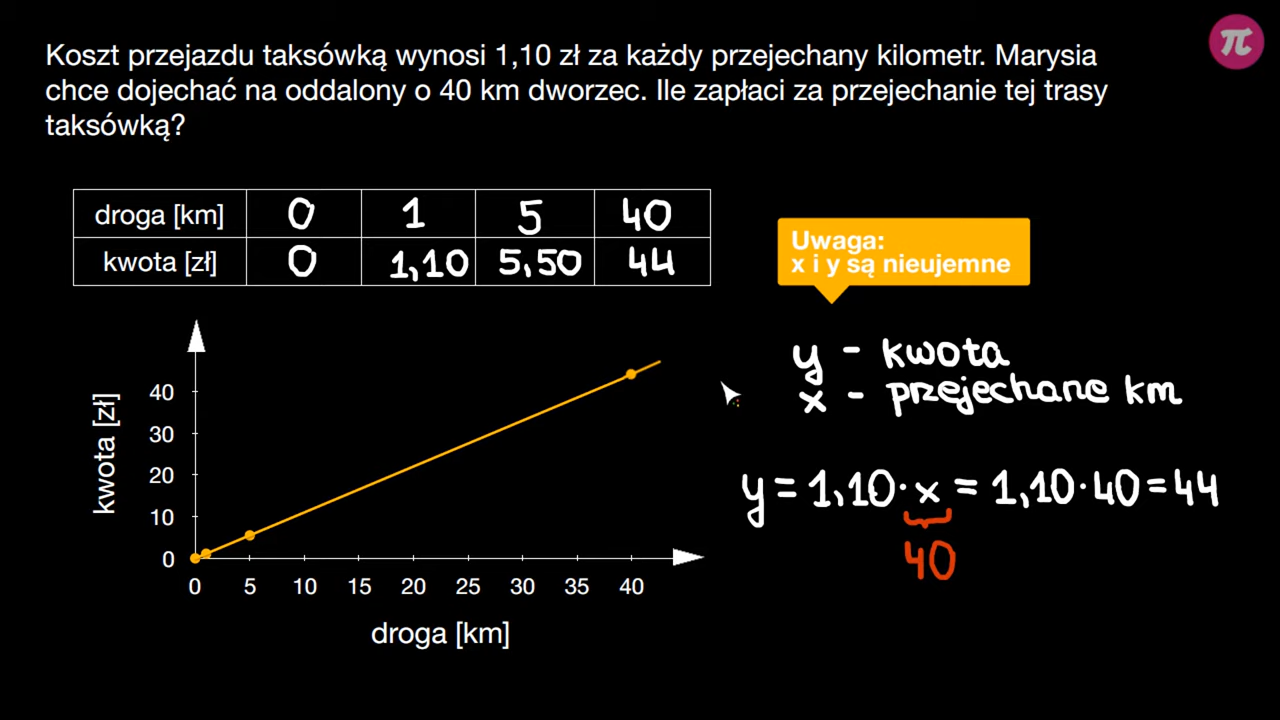 π
Koszt przejazdu taksówką wynosi 1,10 zł za każdy przejechany kilometr. Marysia
chce dojechać na oddalony o 40 km dworzec. Ile zapłaci za przejechanie tej trasy
taksówką?
droga [km] 0 1 5 40
kwota [zł] 0 1,10 5,50 44
Uwaga:
x i y są nieujemne
y - kwota
x - przejechane km
y = 1,10 · x = 1,10 · 40 = 44
40
kwota [zł]
40
30
20
10
0
0 5 10 15 20 25 30 35 40
droga [km]